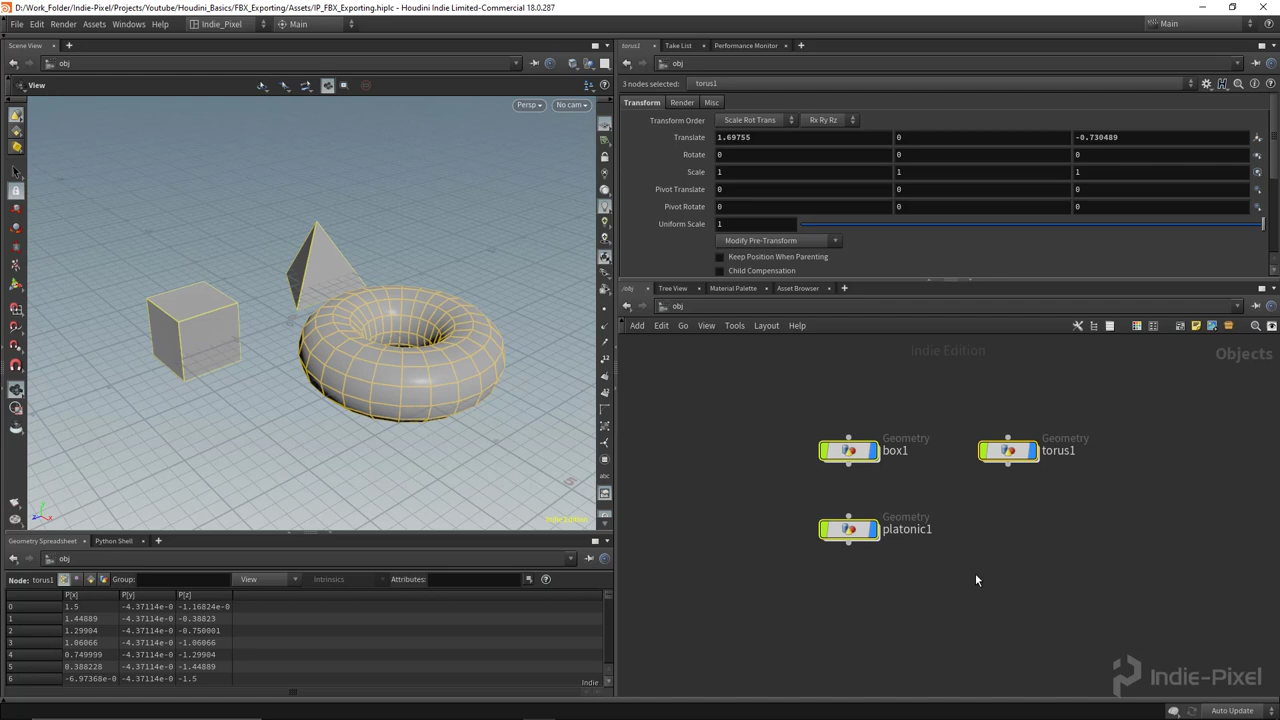 D:/Work_Folder/Indie-Pixel/Projects/Youtube/Houdini_Basics/FBX_Exporting/Assets/IP_FBX_Exporting.hiplc - Houdini Indie Limited-Commercial 18.0.287
File Edit Render Assets Windows Help Indie_Pixel Main Main
Scene View
obj
View
Persp No cam
Indie Edition
Geometry Spreadsheet Python Shell
obj
Node: torus1 Group: View Intrinsics Attributes:
P[x] P[y] P[z]
0 1.5 -4.37114e-0 -1.16824e-0
1 1.44889 -4.37114e-0 -0.38823
2 1.29904 -4.37114e-0 -0.750001
3 1.06066 -4.37114e-0 -1.06066
4 0.749999 -4.37114e-0 -1.29904
5 0.388228 -4.37114e-0 -1.44889
6 -6.97368e-0 -4.37114e-0 -1.5
Indie
torus1 Take List Performance Monitor
obj
3 nodes selected: torus1
Transform Render Misc
Transform Order Scale Rot Trans Rx Ry Rz
Translate 1.69755 0 -0.730489
Rotate 0 0 0
Scale 1 1 1
Pivot Translate 0 0 0
Pivot Rotate 0 0 0
Uniform Scale 1
Modify Pre-Transform
Keep Position When Parenting
Child Compensation
/obj Tree View Material Palette Asset Browser
obj
Add Edit Go View Tools Layout Help
Indie Edition
Objects
Geometry
box1
Geometry
torus1
Geometry
platonic1
Indie-Pixel
Auto Update